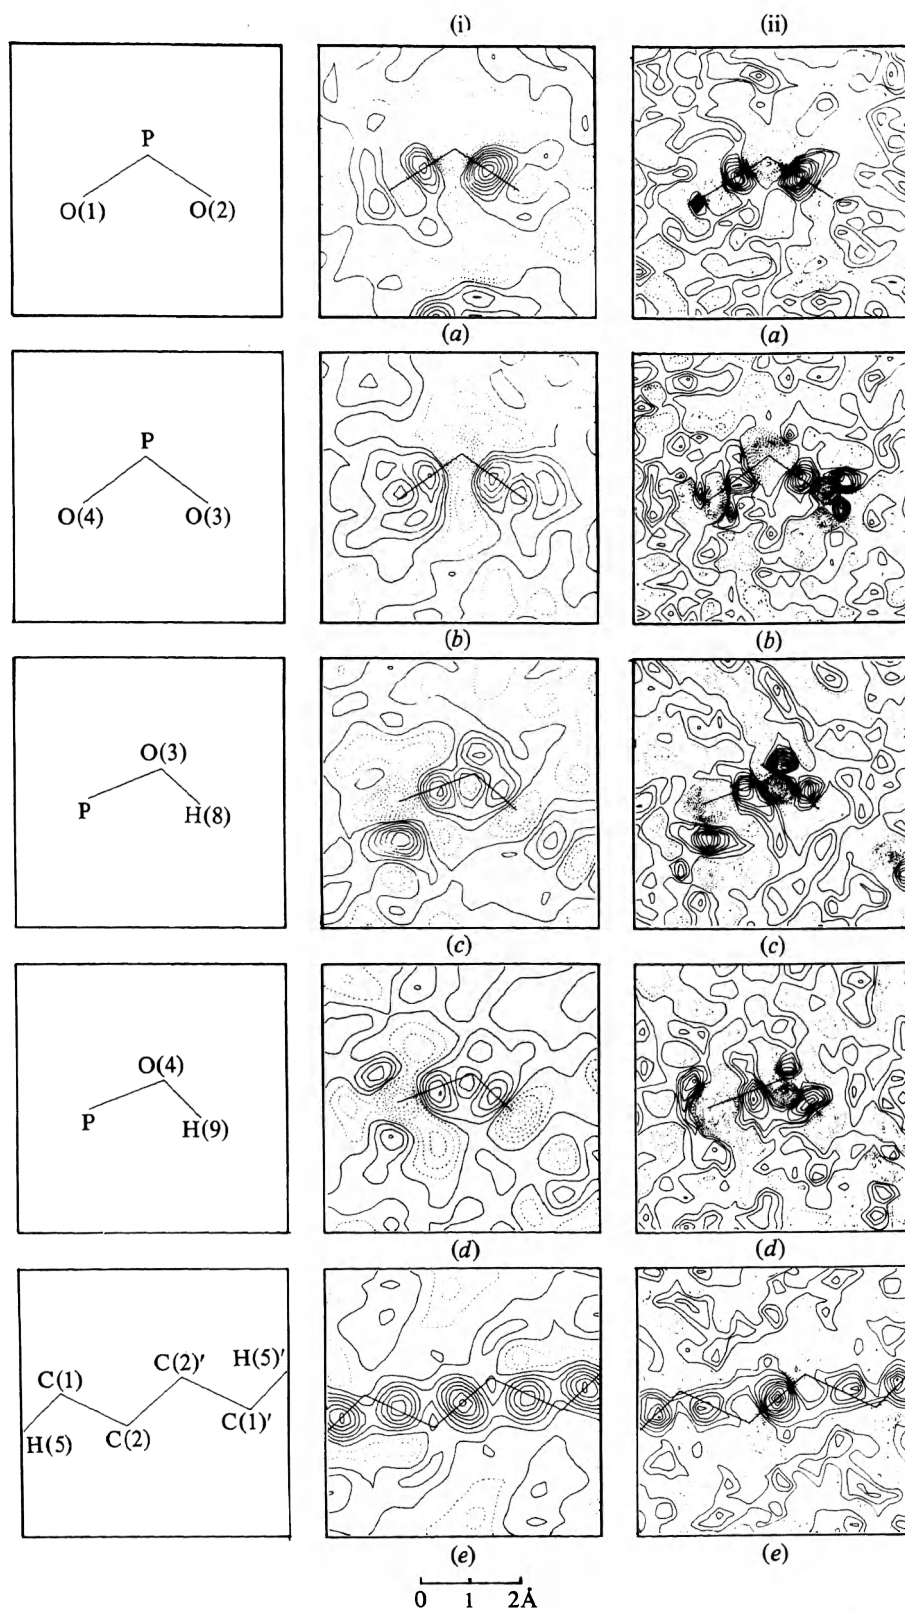 (i) (ii)
P
O(1) O(2)
(a) (a)
P
O(4) O(3)
(b) (b)
O(3)
P H(8)
(c) (c)
O(4)
P H(9)
(d) (d)
C(2)' H(5)'
C(1)
C(1)'
H(5) C(2)
(e) (e)
0 1 2Å